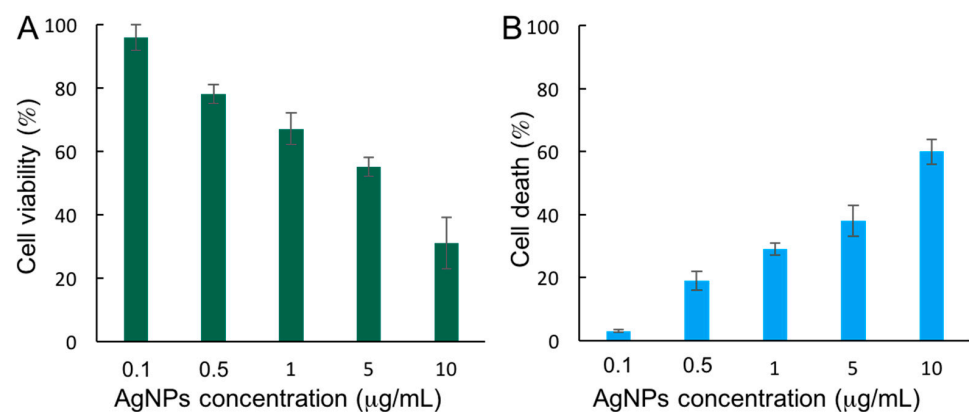 A
Cell viability (%)
100
80
60
40
20
0
0.1 0.5 1 5 10
AgNPs concentration (μg/mL)
B
Cell death (%)
100
80
60
40
20
0
0.1 0.5 1 5 10
AgNPs concentration (μg/mL)